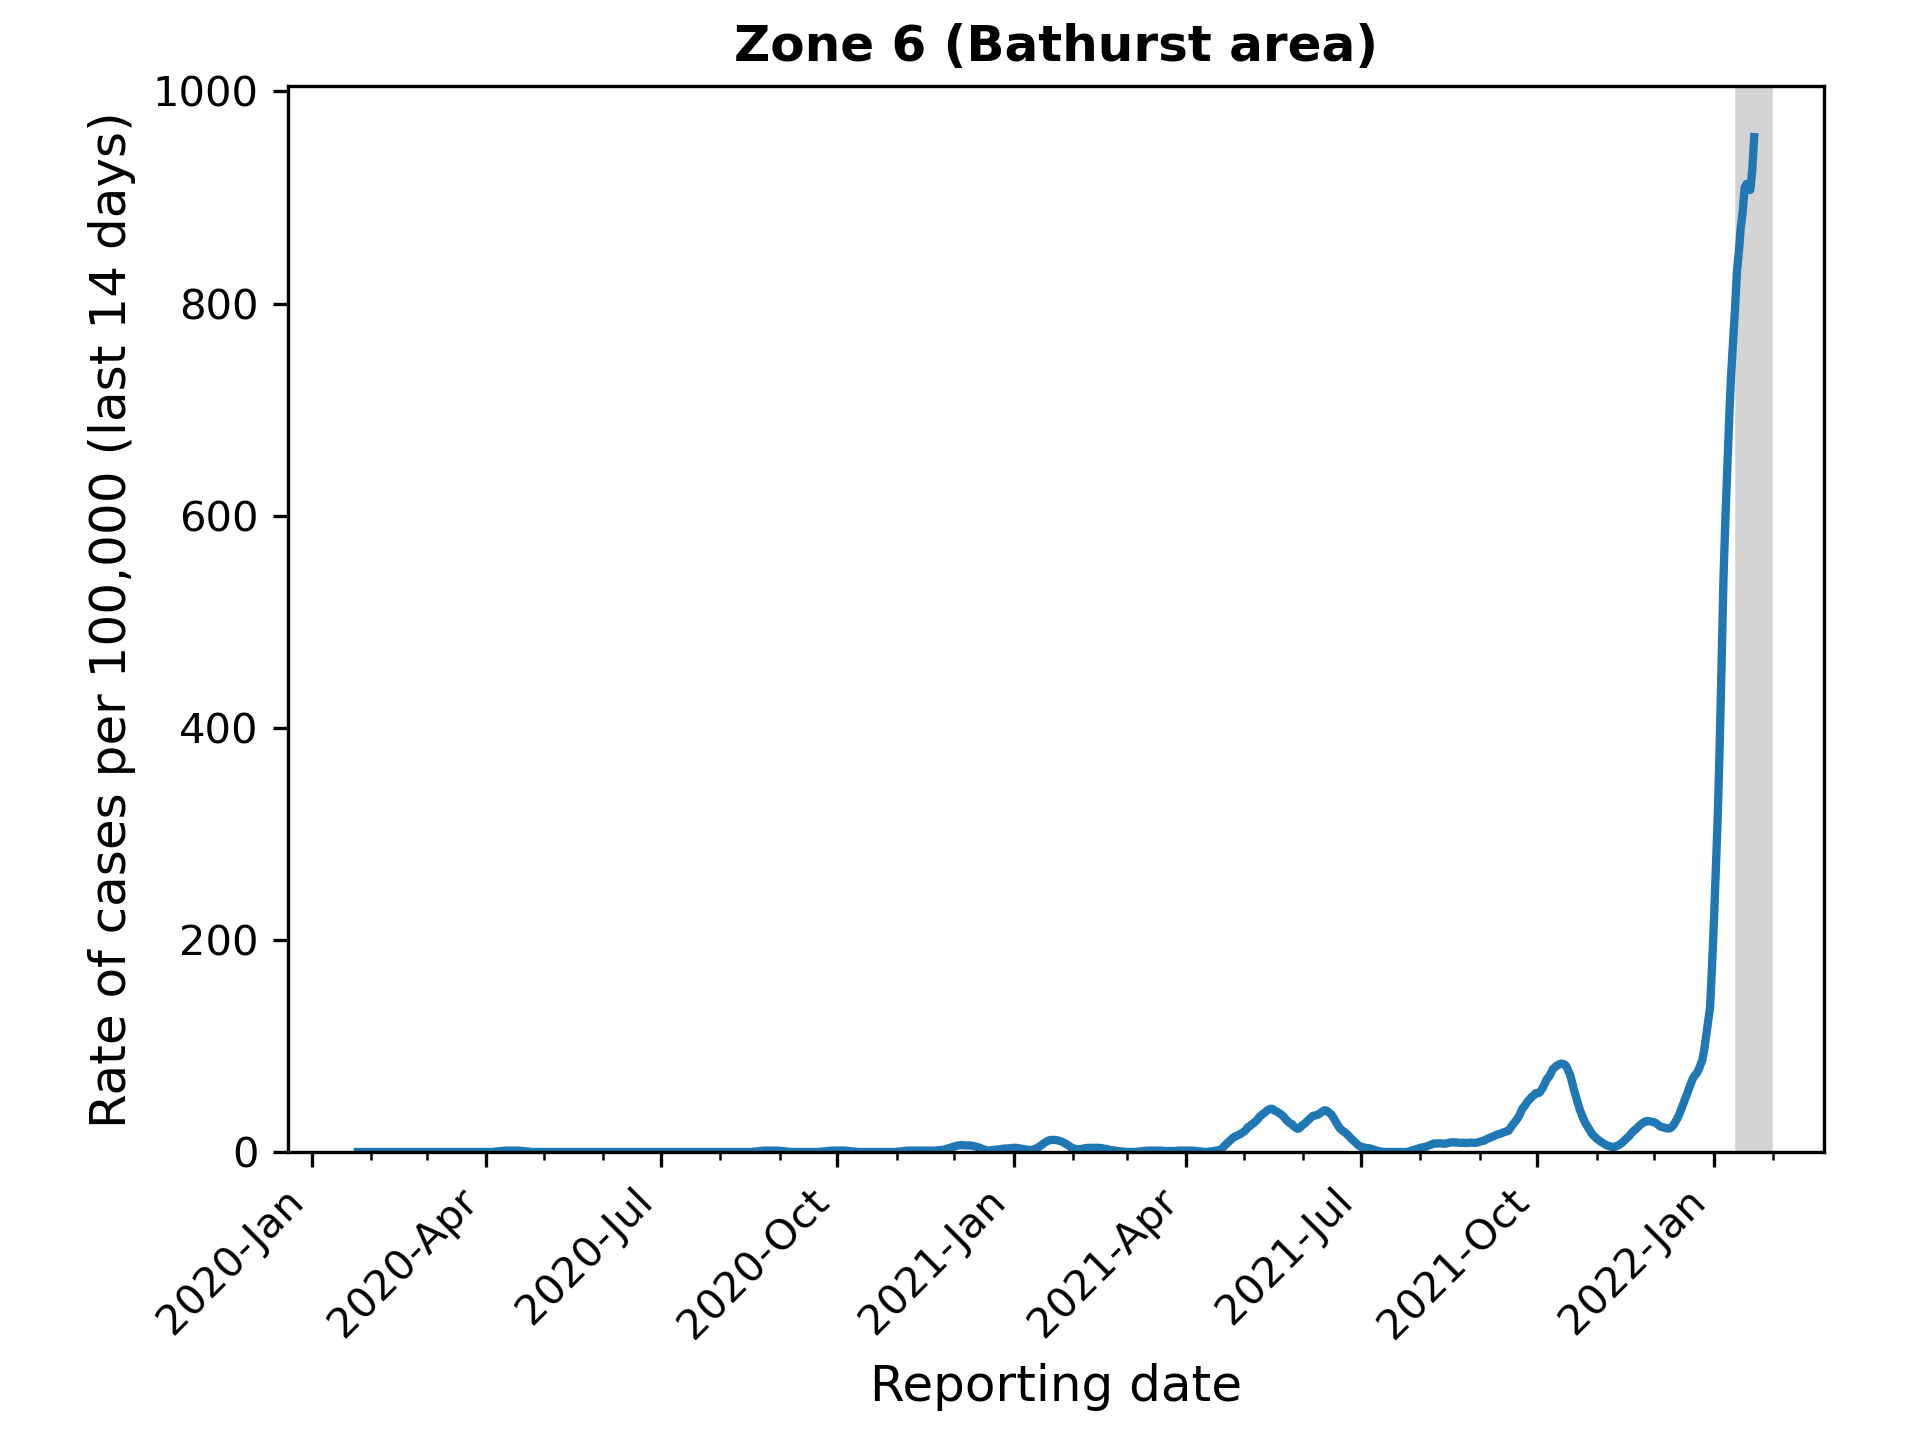 Zone 6 (Bathurst area)
Rate of cases per 100,000 (last 14 days)
1000
800
600
400
200
0
2020-Jan
2020-Apr
2020-Jul
2020-Oct
2021-Jan
2021-Apr
2021-Jul
2021-Oct
2022-Jan
Reporting date